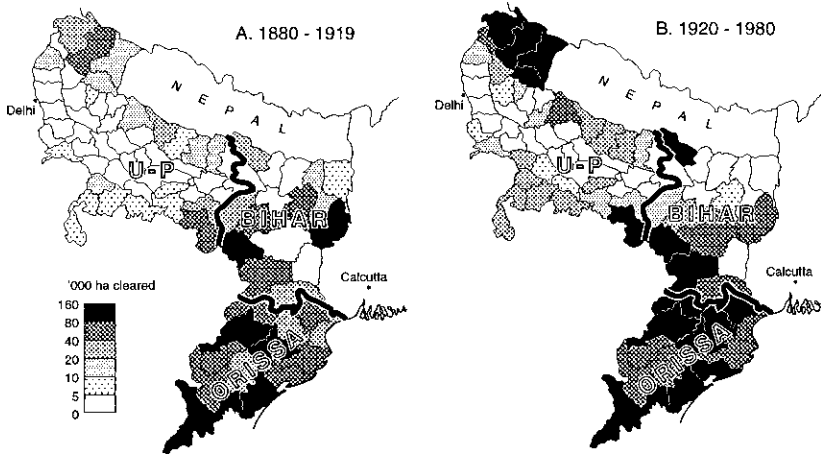 A. 1880 - 1919
NEPAL
Delhi
U-P
BIHAR
Calcutta
'000 ha cleared
160
80
40
20
10
5
0
ORISSA
B. 1920 - 1980
NEPAL
Delhi
U-P
BIHAR
Calcutta
ORISSA